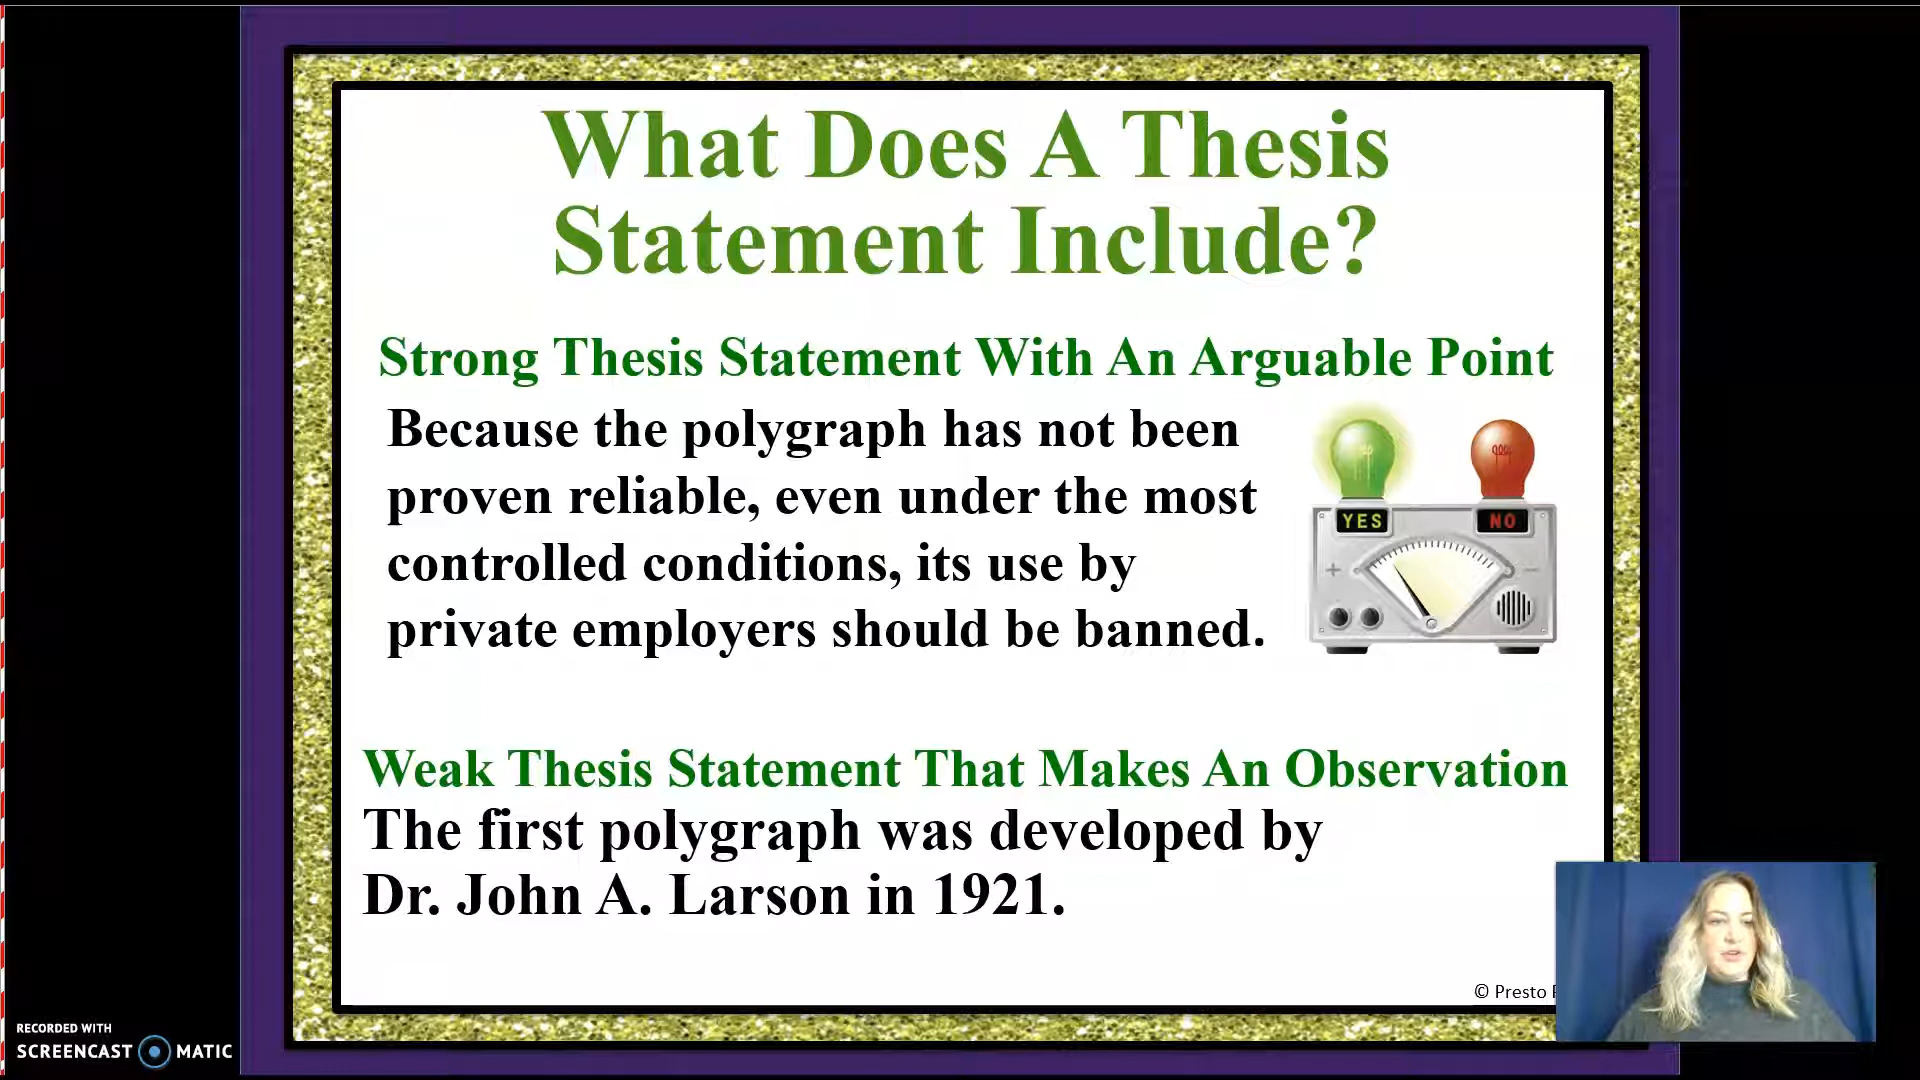 What Does A Thesis
Statement Include?
Strong Thesis Statement With An Arguable Point
Because the polygraph has not been
proven reliable, even under the most
controlled conditions, its use by
private employers should be banned.
YES
NO
Weak Thesis Statement That Makes An Observation
The first polygraph was developed by
Dr. John A. Larson in 1921.
© Presto
RECORDED WITH
SCREENCAST MATIC